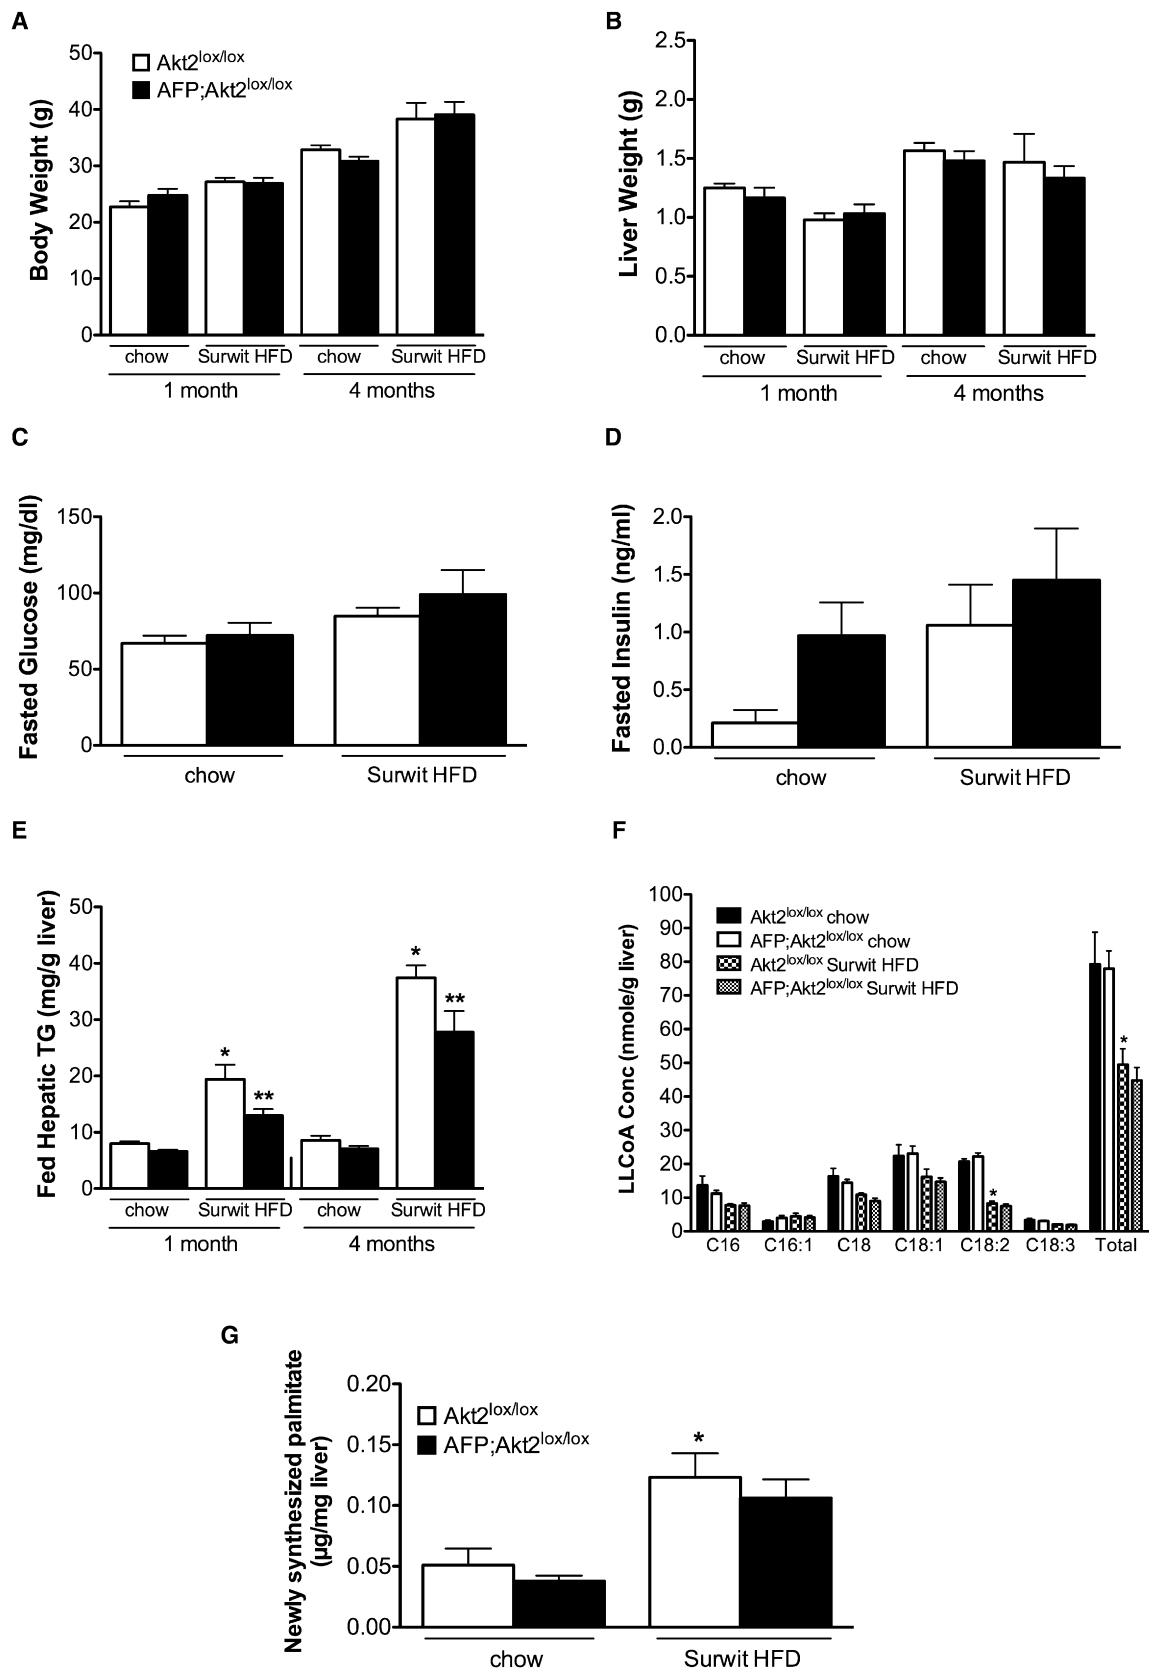 A
Body Weight (g)
50
40
30
20
10
0
Akt2lox/lox
AFP;Akt2lox/lox
chow Surwit HFD chow Surwit HFD
1 month 4 months
B
Liver Weight (g)
2.5
2.0
1.5
1.0
0.5
0.0
chow Surwit HFD chow Surwit HFD
1 month 4 months
C
Fasted Glucose (mg/dl)
150
100
50
0
chow Surwit HFD
D
Fasted Insulin (ng/ml)
2.0
1.5
1.0
0.5
0.0
chow Surwit HFD
E
Fed Hepatic TG (mg/g liver)
50
40
30
20
10
0
* ** * **
chow Surwit HFD chow Surwit HFD
1 month 4 months
F
LLCoA Conc (nmole/g liver)
100
90
80
70
60
50
40
30
20
10
0
Akt2lox/lox chow
AFP;Akt2lox/lox chow
Akt2lox/lox Surwit HFD
AFP;Akt2lox/lox Surwit HFD
* *
C16 C16:1 C18 C18:1 C18:2 C18:3 Total
G
Newly synthesized palmitate
(µg/mg liver)
0.20
0.15
0.10
0.05
0.00
Akt2lox/lox
AFP;Akt2lox/lox
*
chow Surwit HFD